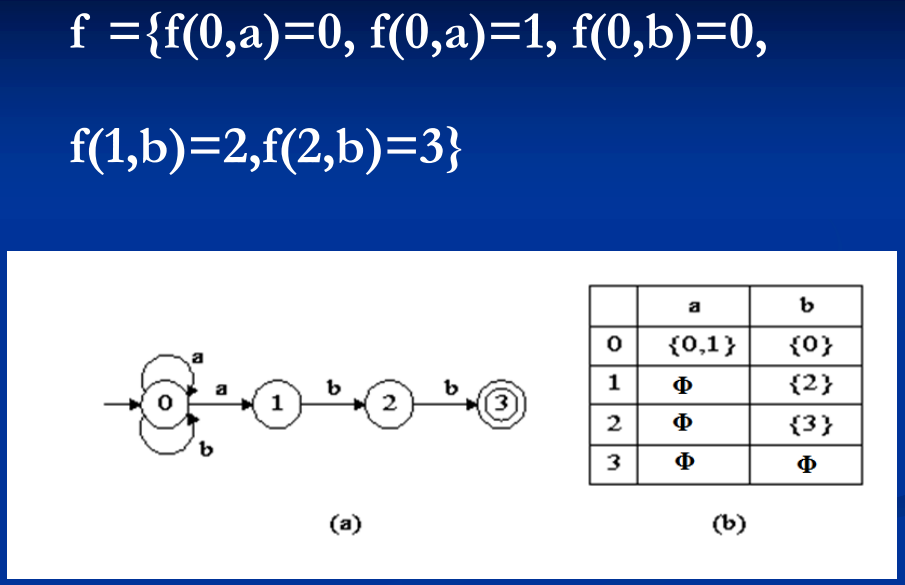 f ={f(0,a)=0, f(0,a)=1, f(0,b)=0,
f(1,b)=2,f(2,b)=3}
a
a b b
0 1 2 3
b
(a)
a b
0 {0,1} {0}
1 Φ {2}
2 Φ {3}
3 Φ Φ
(b)